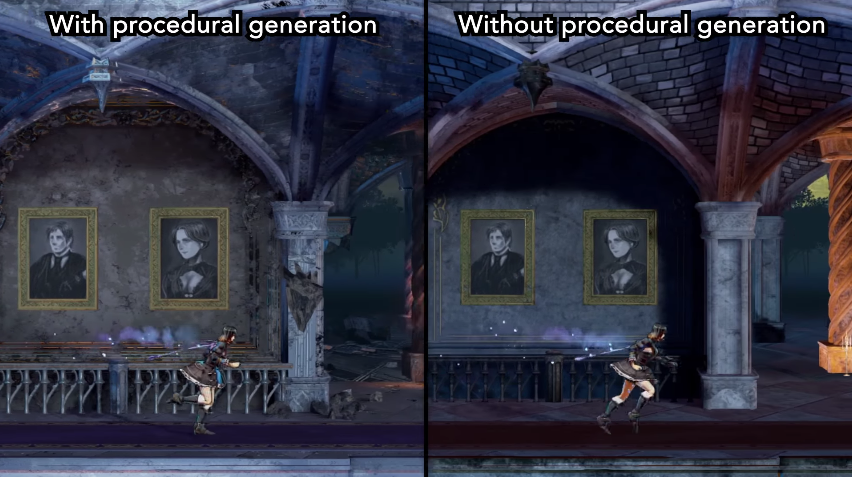 With procedural generation
Without procedural generation